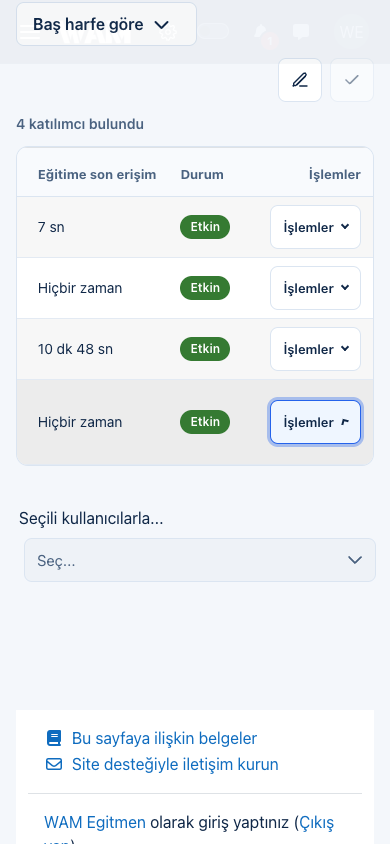 Baş harfe göre
WE
4 katılımcı bulundu
Eğitime son erişim Durum İşlemler
7 sn Etkin İşlemler
Hiçbir zaman Etkin İşlemler
10 dk 48 sn Etkin İşlemler
Hiçbir zaman Etkin İşlemler
Seçili kullanıcılarla...
Seç...
Bu sayfaya ilişkin belgeler
Site desteğiyle iletişim kurun
WAM Egitmen olarak giriş yaptınız (Çıkış